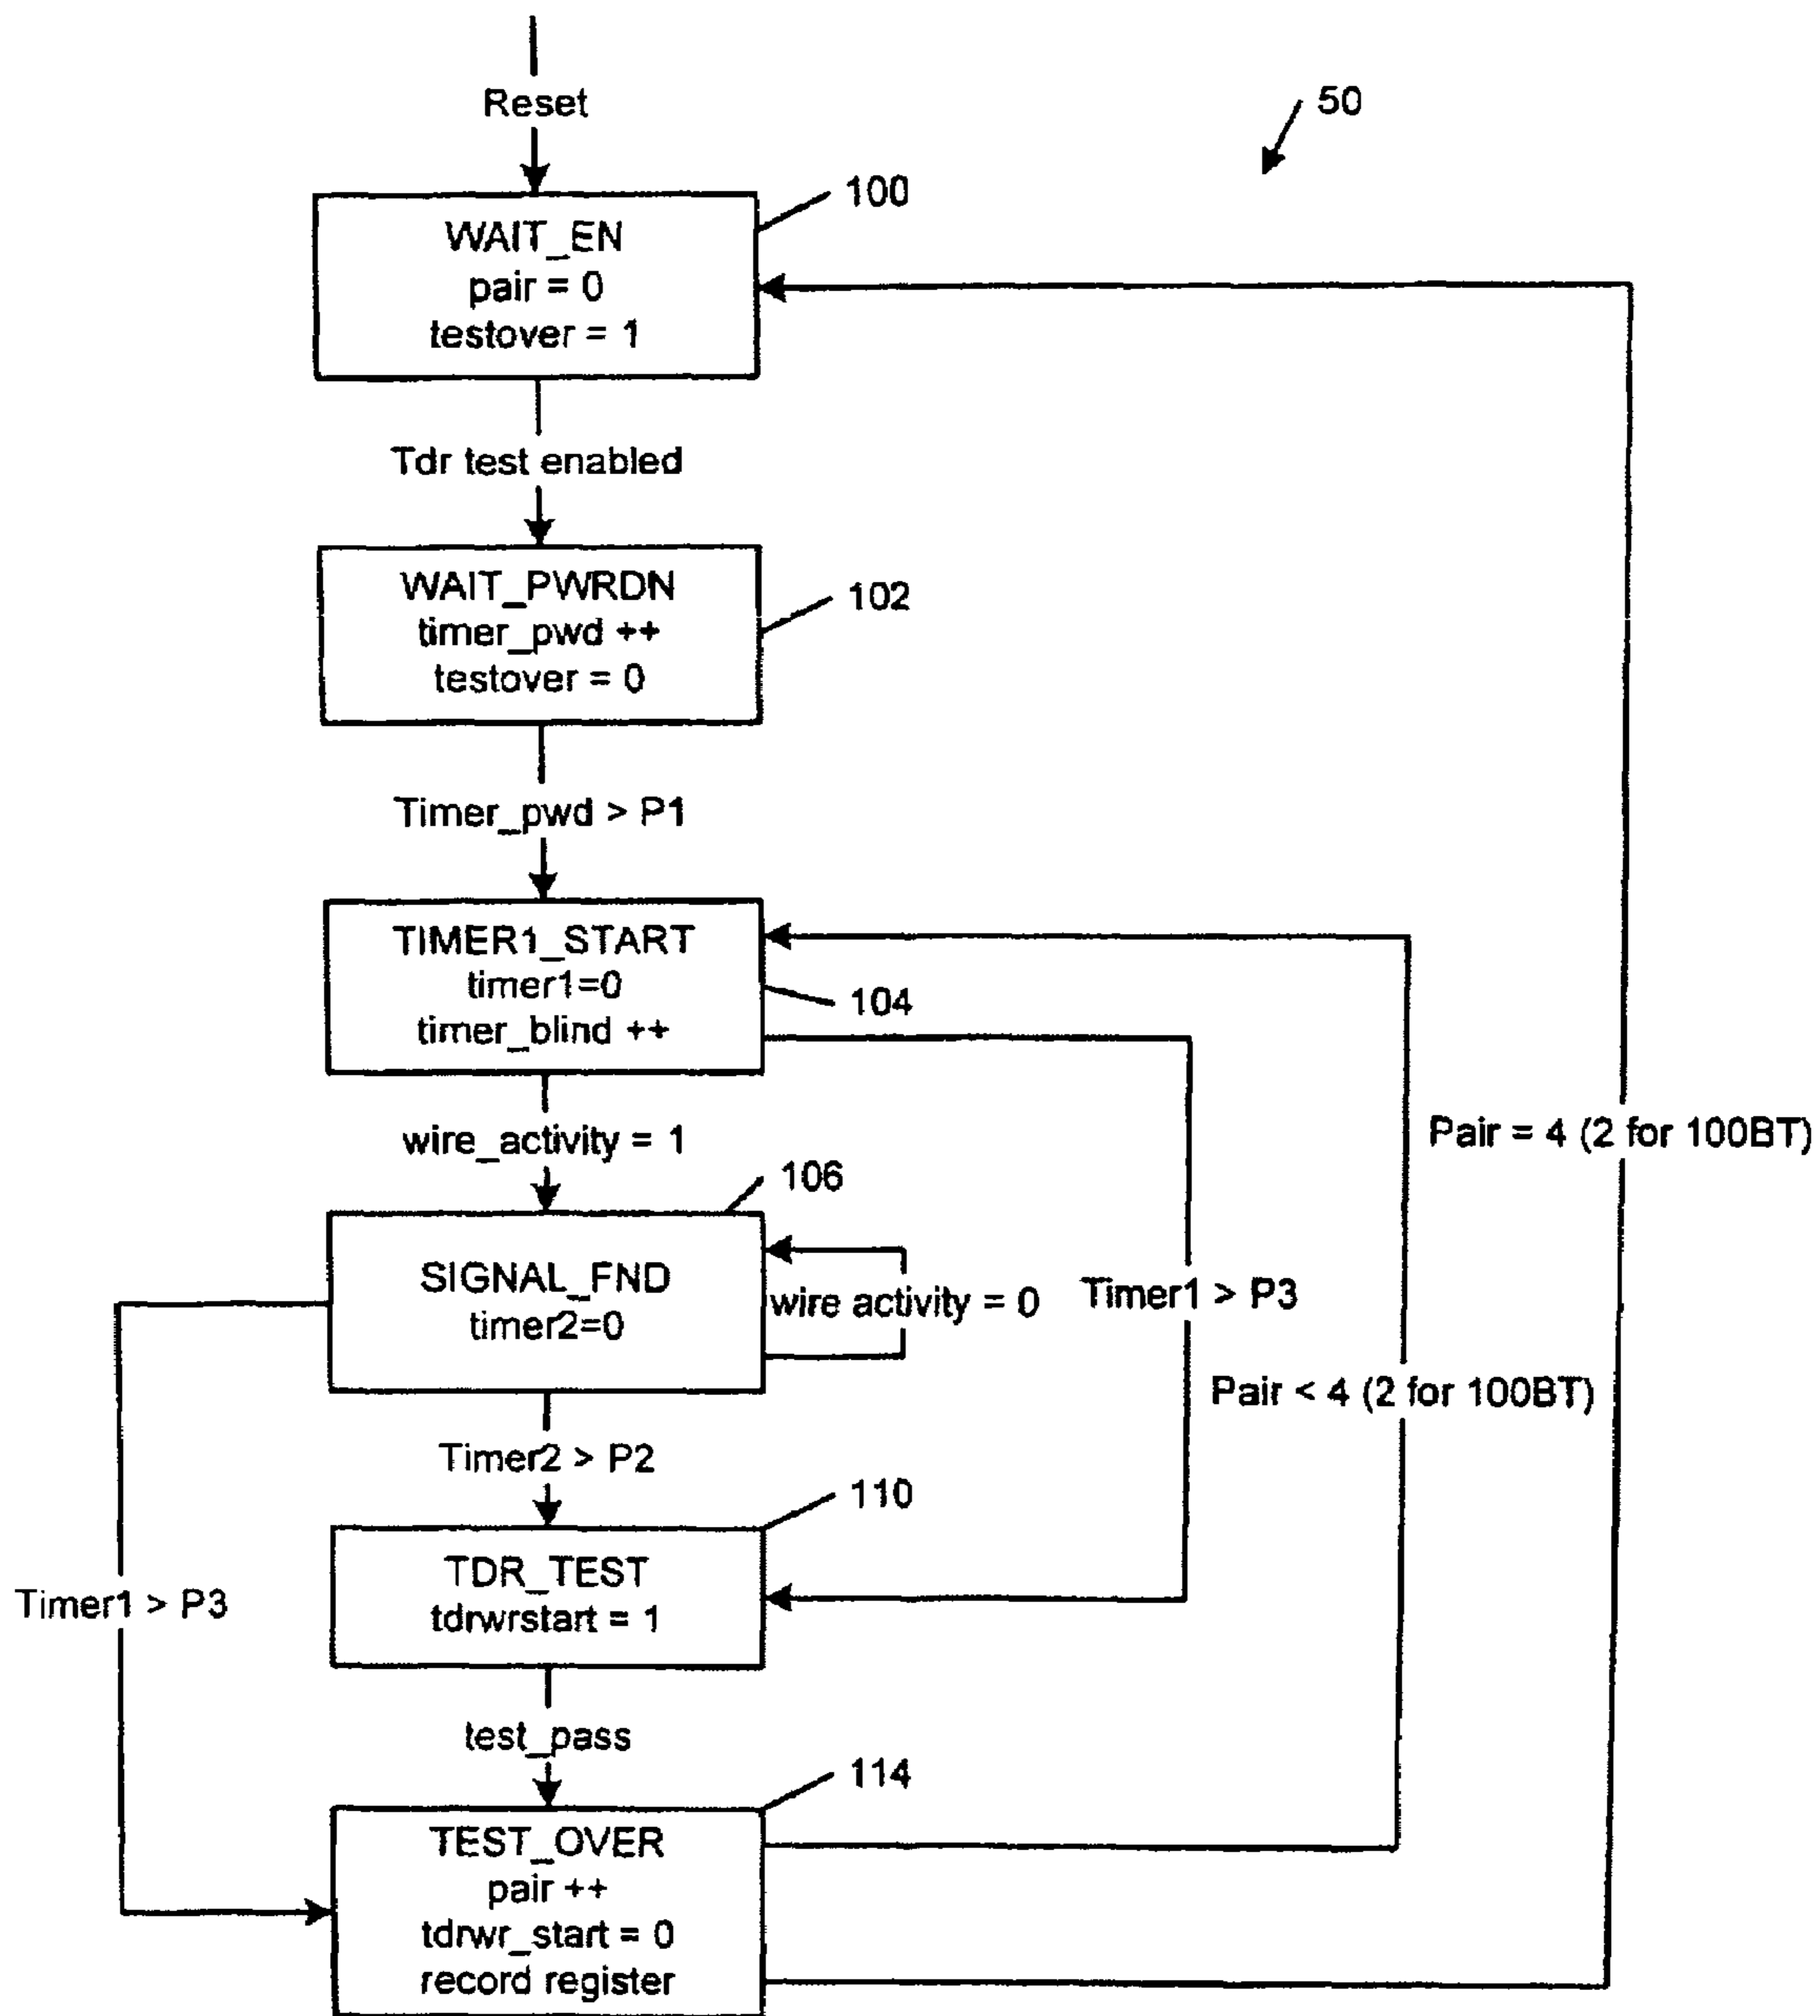 Reset
50
100
WAIT_EN
pair = 0
testover = 1
Tdr test enabled
WAIT_PWRDN
timer_pwd ++
testover = 0
102
Timer_pwd > P1
TIMER1_START
timer1=0
timer_blind ++
104
wire_activity = 1
Pair = 4 (2 for 100BT)
106
SIGNAL_FND
timer2=0
wire activity = 0
Timer1 > P3
Pair < 4 (2 for 100BT)
Timer2 > P2
110
TDR_TEST
tdrwrstart = 1
Timer1 > P3
test_pass
114
TEST_OVER
pair ++
tdrwr_start = 0
record register